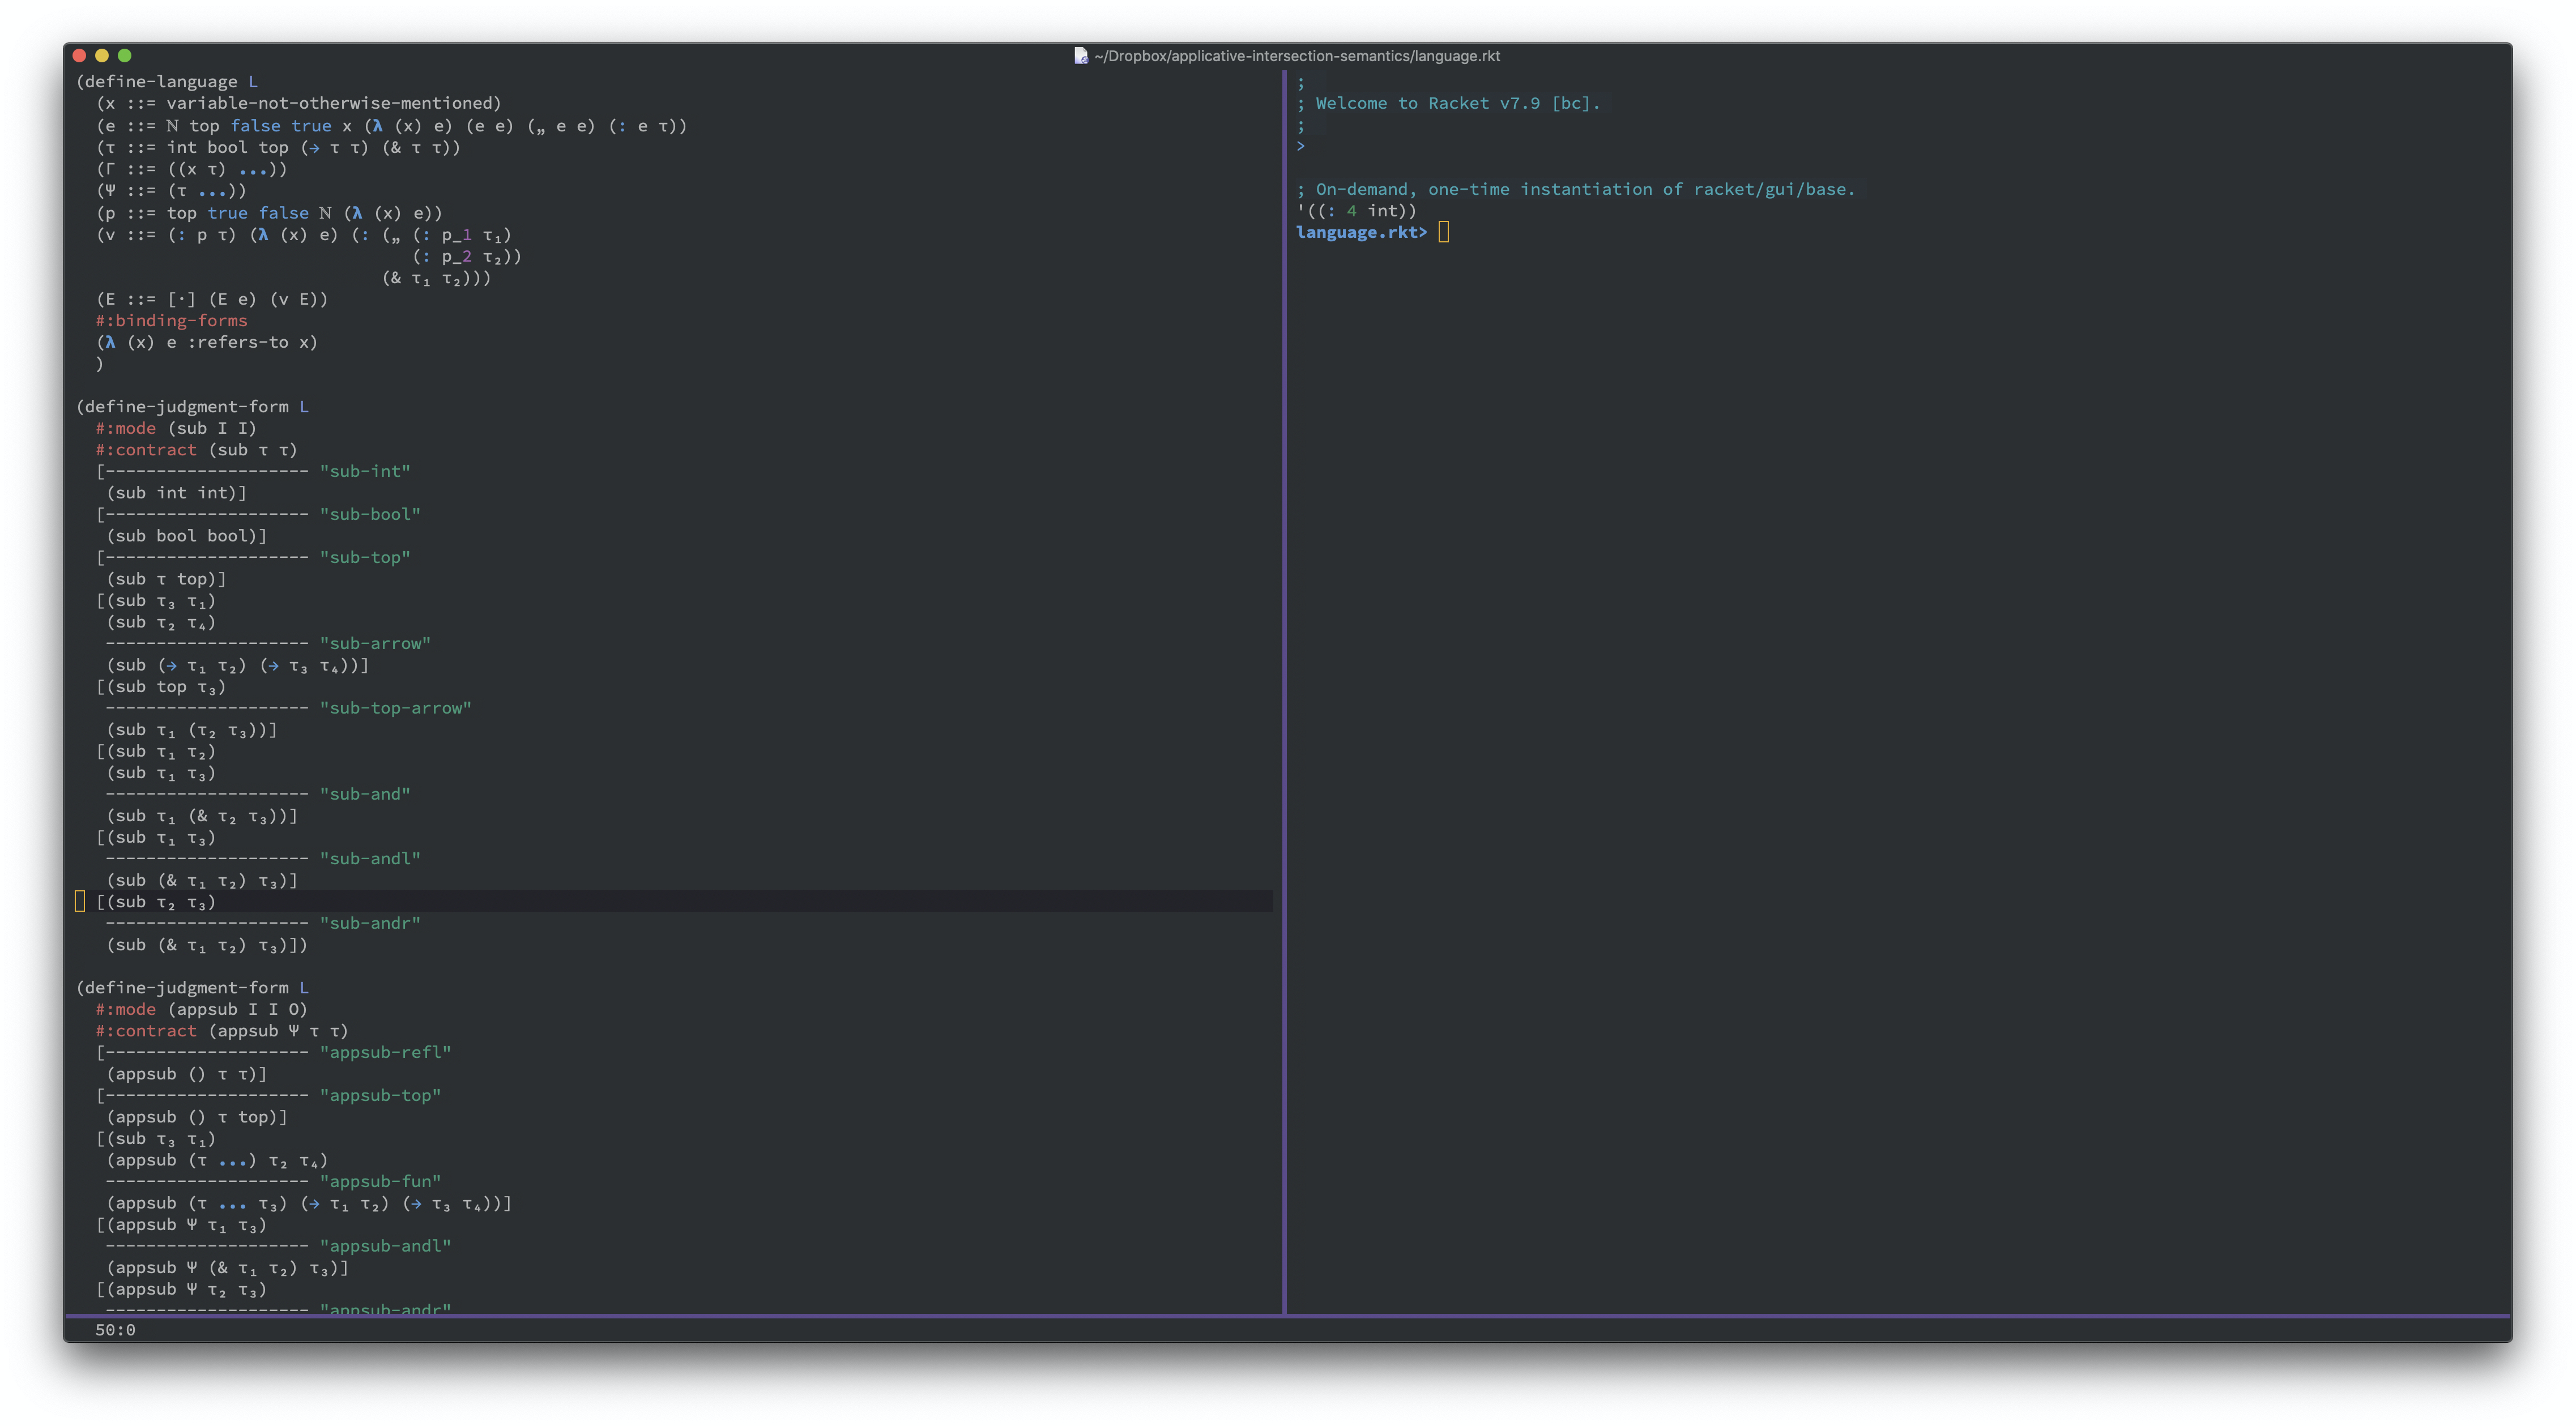 ~/Dropbox/applicative-intersection-semantics/language.rkt
(define-language L
(x ::= variable-not-otherwise-mentioned)
(e ::= ℕ top false true x (λ (x) e) (e e) („ e e) (: e τ))
(τ ::= int bool top (→ τ τ) (& τ τ))
(Γ ::= ((x τ) ...))
(Ψ ::= (τ ...))
(p ::= top true false ℕ (λ (x) e))
(v ::= (: p τ) (λ (x) e) (: („ (: p_1 τ₁)
(: p_2 τ₂))
(& τ₁ τ₂)))
(E ::= [·] (E e) (v E))
#:binding-forms
(λ (x) e :refers-to x)
)
(define-judgment-form L
#:mode (sub I I)
#:contract (sub τ τ)
[-------------------- "sub-int"
(sub int int)]
[-------------------- "sub-bool"
(sub bool bool)]
[-------------------- "sub-top"
(sub τ top)]
[(sub τ₃ τ₁)
(sub τ₂ τ₄)
-------------------- "sub-arrow"
(sub (→ τ₁ τ₂) (→ τ₃ τ₄))]
[(sub top τ₃)
-------------------- "sub-top-arrow"
(sub τ₁ (τ₂ τ₃))]
[(sub τ₁ τ₂)
(sub τ₁ τ₃)
-------------------- "sub-and"
(sub τ₁ (& τ₂ τ₃))]
[(sub τ₁ τ₃)
-------------------- "sub-andl"
(sub (& τ₁ τ₂) τ₃)]
[(sub τ₂ τ₃)
-------------------- "sub-andr"
(sub (& τ₁ τ₂) τ₃)])
(define-judgment-form L
#:mode (appsub I I O)
#:contract (appsub Ψ τ τ)
[-------------------- "appsub-refl"
(appsub () τ τ)]
[-------------------- "appsub-top"
(appsub () τ top)]
[(sub τ₃ τ₁)
(appsub (τ ...) τ₂ τ₄)
-------------------- "appsub-fun"
(appsub (τ ... τ₃) (→ τ₁ τ₂) (→ τ₃ τ₄))]
[(appsub Ψ τ₁ τ₃)
-------------------- "appsub-andl"
(appsub Ψ (& τ₁ τ₂) τ₃)]
[(appsub Ψ τ₂ τ₃)
-------------------- "appsub-andr"
50:0
;
; Welcome to Racket v7.9 [bc].
;
>
; On-demand, one-time instantiation of racket/gui/base.
'((: 4 int))
language.rkt>